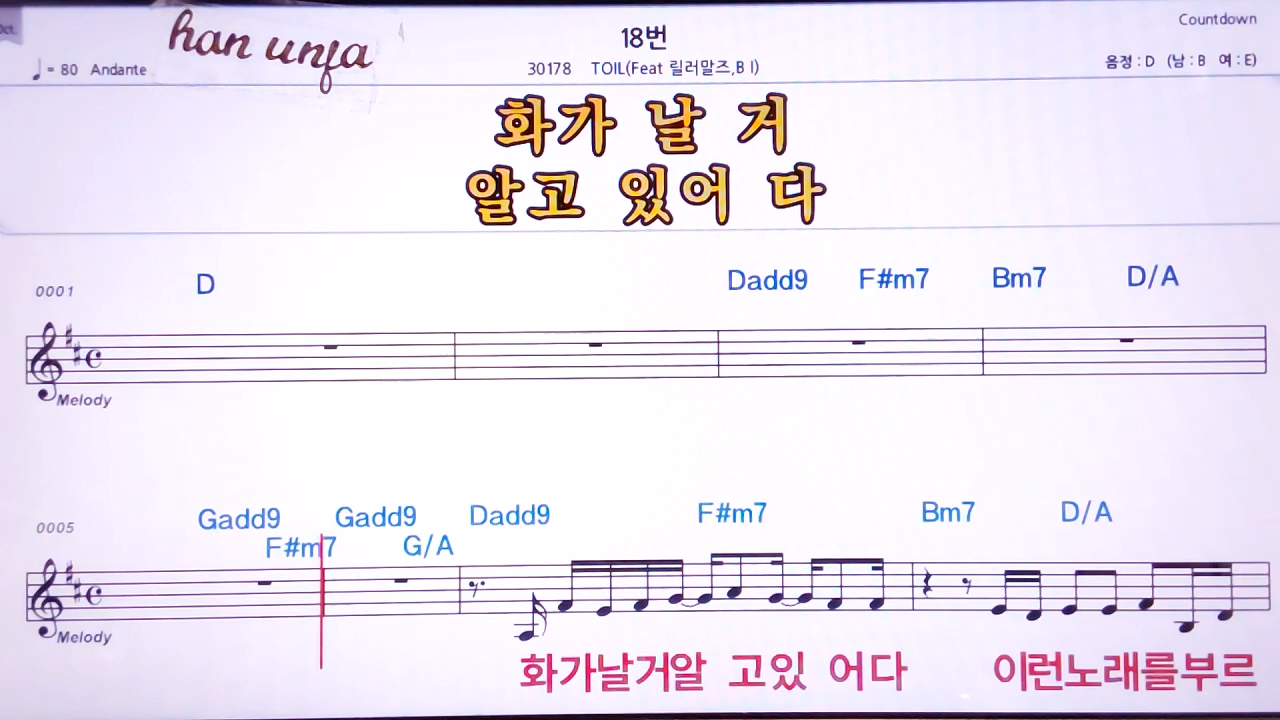 Oct.
han unja
18번
Countdown
♩= 80 Andante
30178 TOIL(Feat 릴러말즈,B I)
음정 : D (남 : B 여 : E)
화가 날 거
알고 있어 다
0001
D Dadd9 F#m7 Bm7 D/A
Melody
0005
Gadd9 Gadd9 Dadd9 F#m7 Bm7 D/A
F#m7 G/A
Melody
화가날거알 고있 어다 이런노래를부르